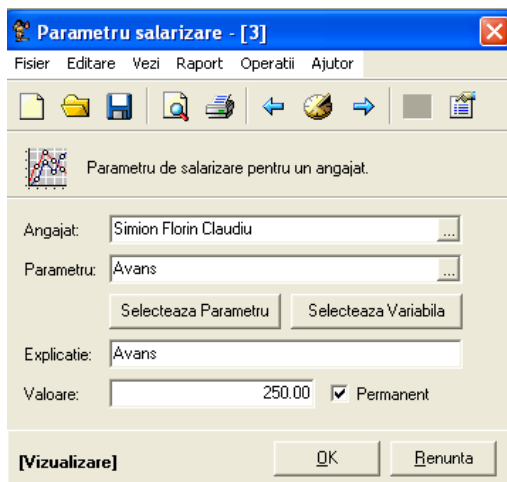 Parametru salarizare - [3]
Fisier Editare Vezi Raport Operatii Ajutor
Parametru de salarizare pentru un angajat.
Angajat: Simion Florin Claudiu ...
Parametru: Avans ...
Selecteaza Parametru Selecteaza Variabila
Explicatie: Avans
Valoare: 250.00 Permanent
[Vizualizare] OK Renunta